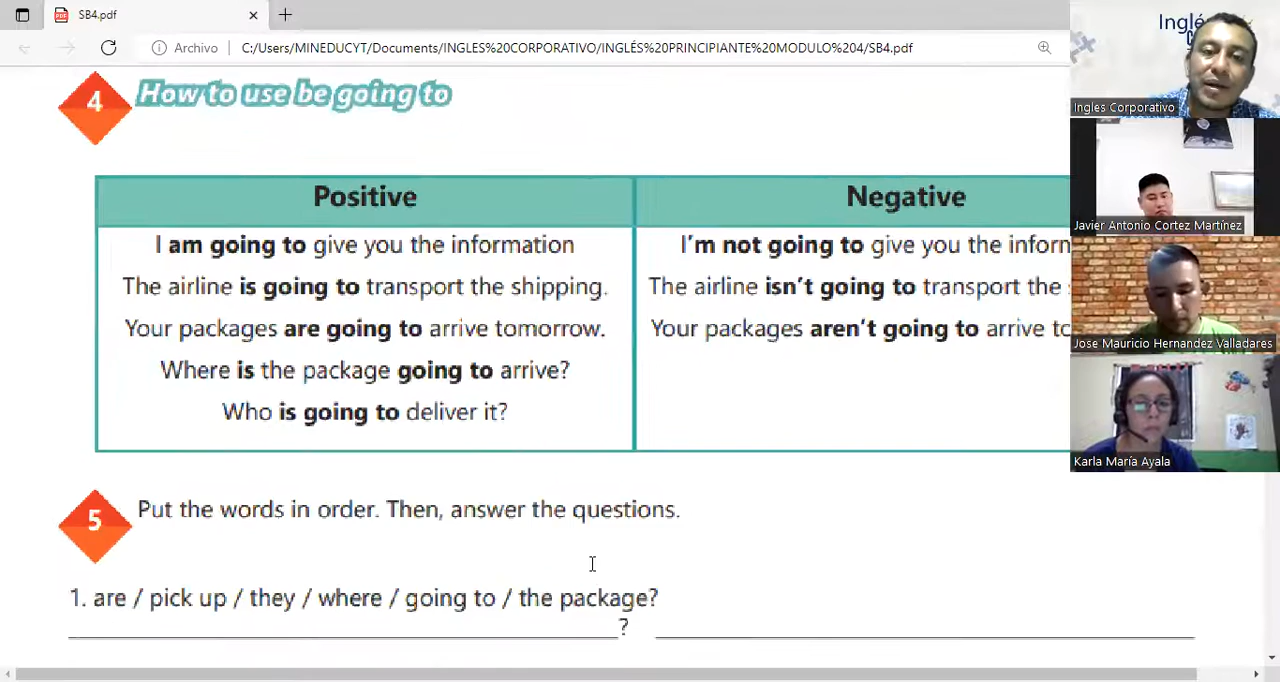 SB4.pdf
Archivo
C:/Users/MINEDUCYT/Documents/INGLES%20CORPORATIVO/INGLÉS%20PRINCIPIANTE%20MODULO%204/SB4.pdf
4
How to use be going to
Positive
Negative
I am going to give you the information
I'm not going to give you the inform
The airline is going to transport the shipping.
The airline isn't going to transport the
Your packages are going to arrive tomorrow.
Your packages aren't going to arrive to
Where is the package going to arrive?
Who is going to deliver it?
5
Put the words in order. Then, answer the questions.
1. are / pick up / they / where / going to / the package?
?
Inglés
Ingles Corporativo
Javier Antonio Cortez Martínez
Jose Mauricio Hernandez Valladares
Karla María Ayala